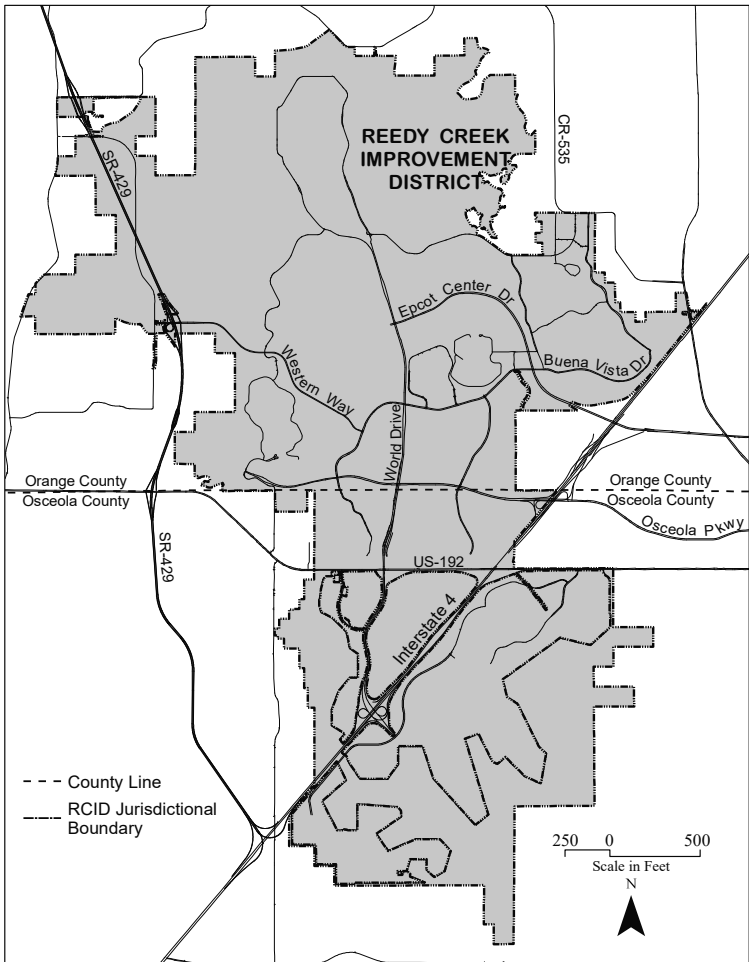 REEDY CREEK
IMPROVEMENT
DISTRICT
CR-535
SR-429
Epcot Center Dr
Buena Vista Dr
Western Way
World Drive
Orange County
Osceola County
Orange County
Osceola County
Osceola Pkwy
SR-429
US-192
Interstate 4
County Line
RCID Jurisdictional
Boundary
250 0 500
Scale in Feet
N